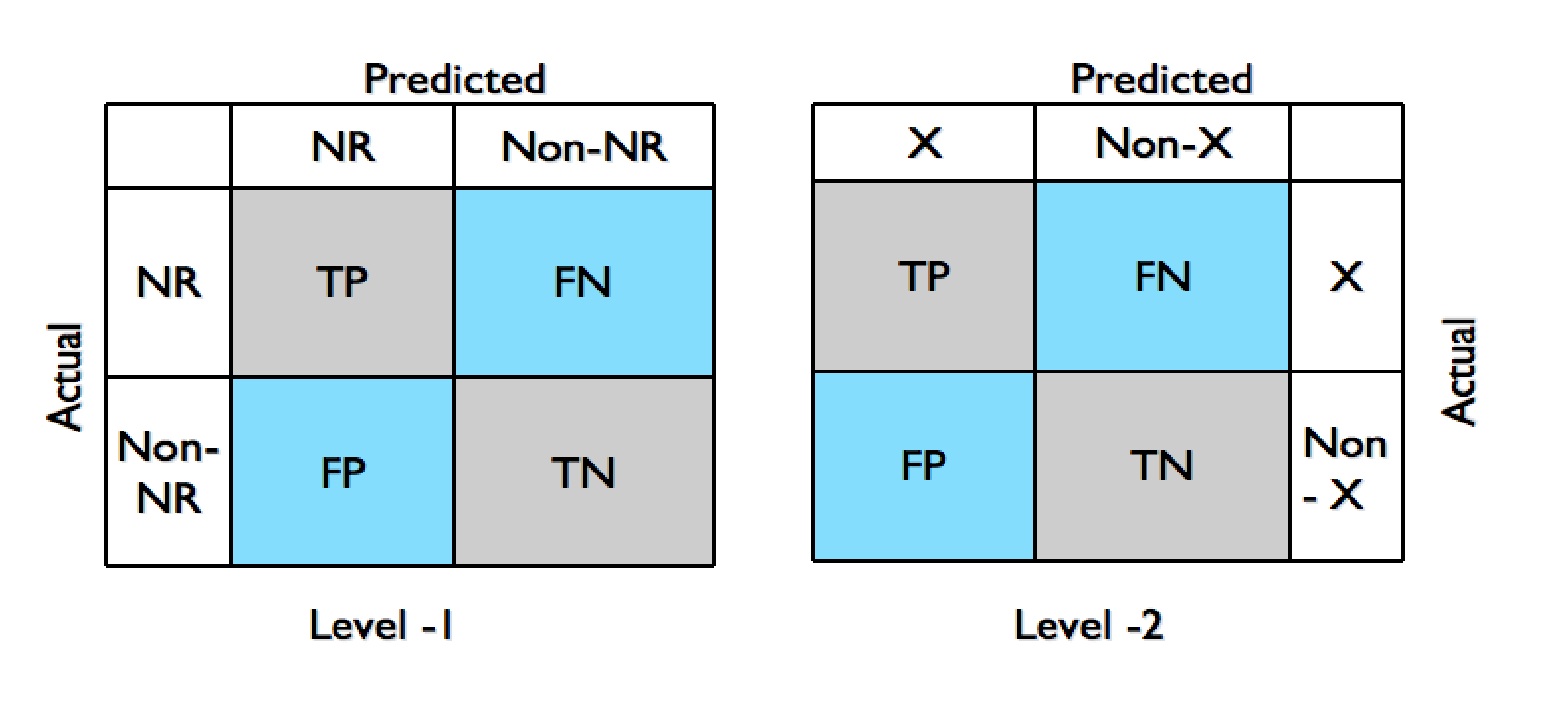 Predicted
NR Non-NR
Actual
NR TP FN
Non-
NR
FP TN
Level -1
Predicted
X Non-X
TP FN X
Actual
FP TN
Non
- X
Level -2